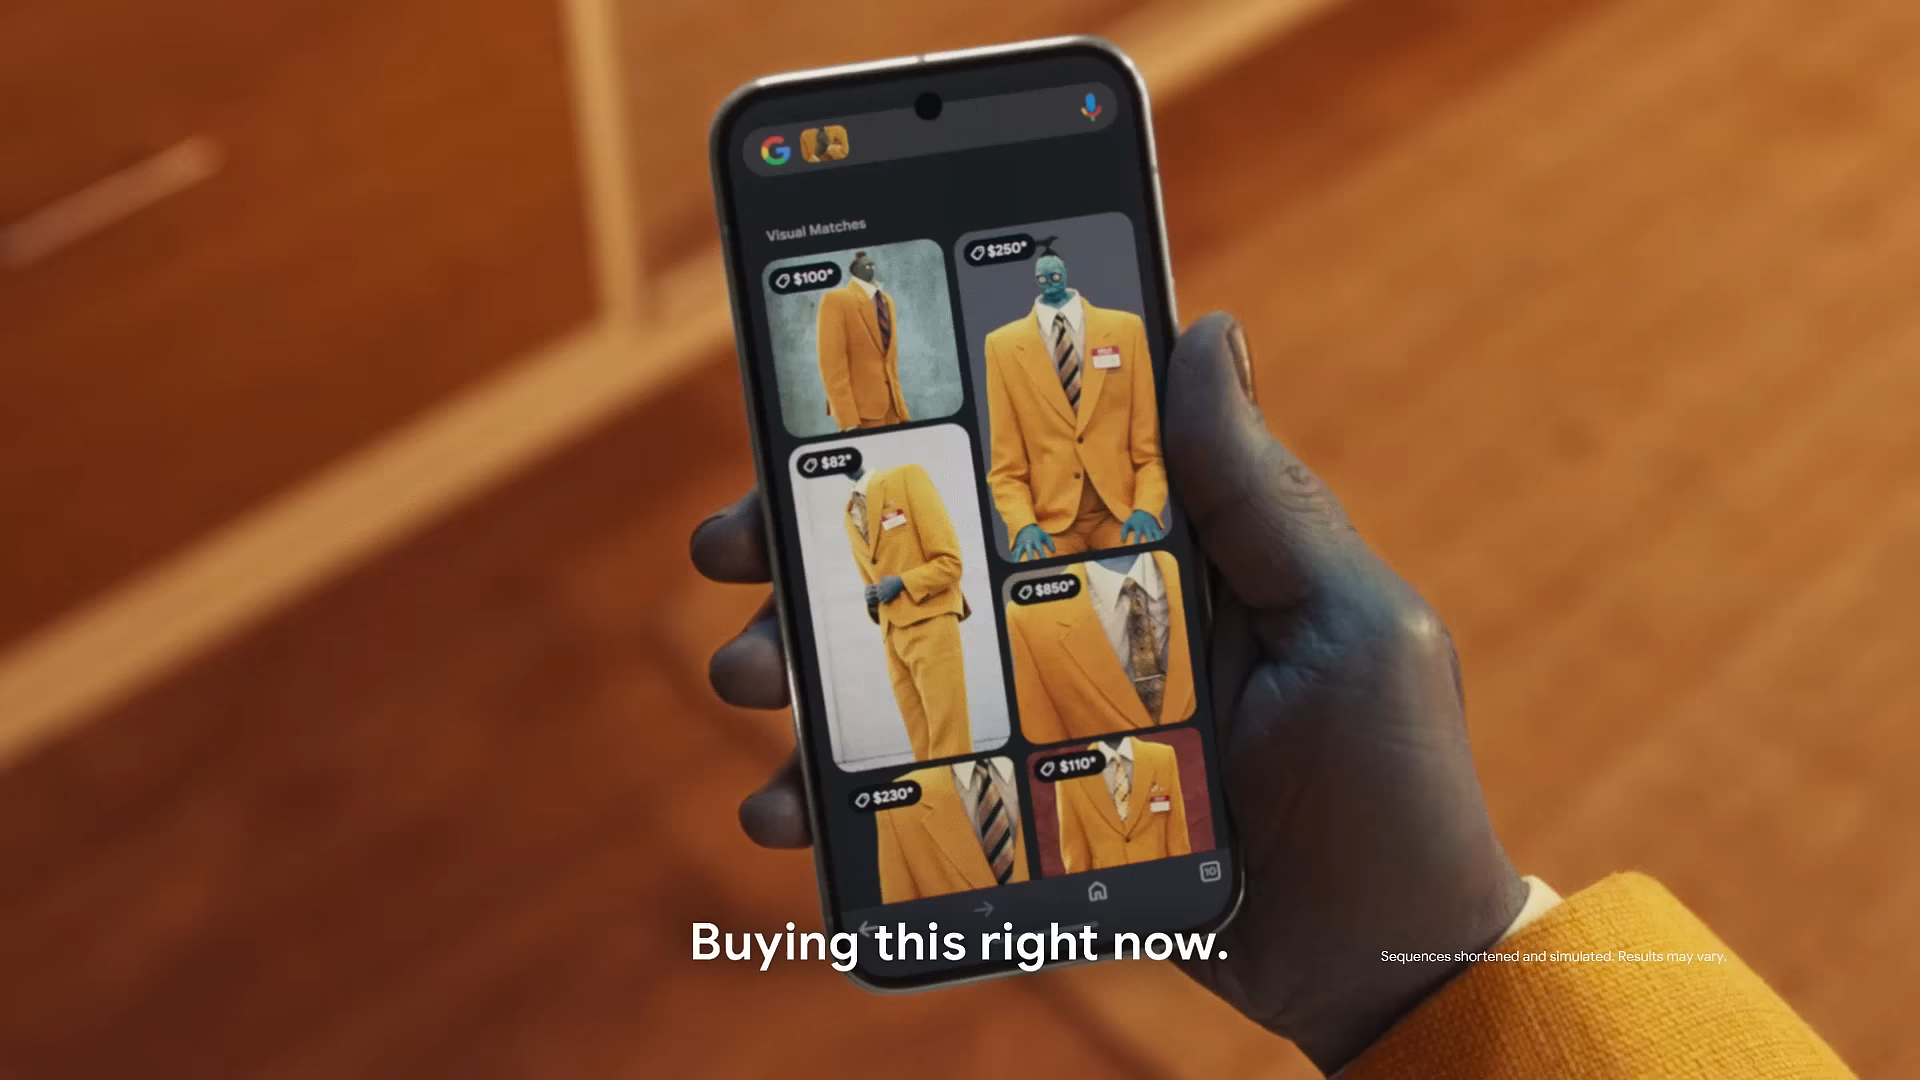 Visual Matches
$100*
$250*
$82*
$850*
$230*
$110*
10
Buying this right now.
Sequences shortened and simulated. Results may vary.